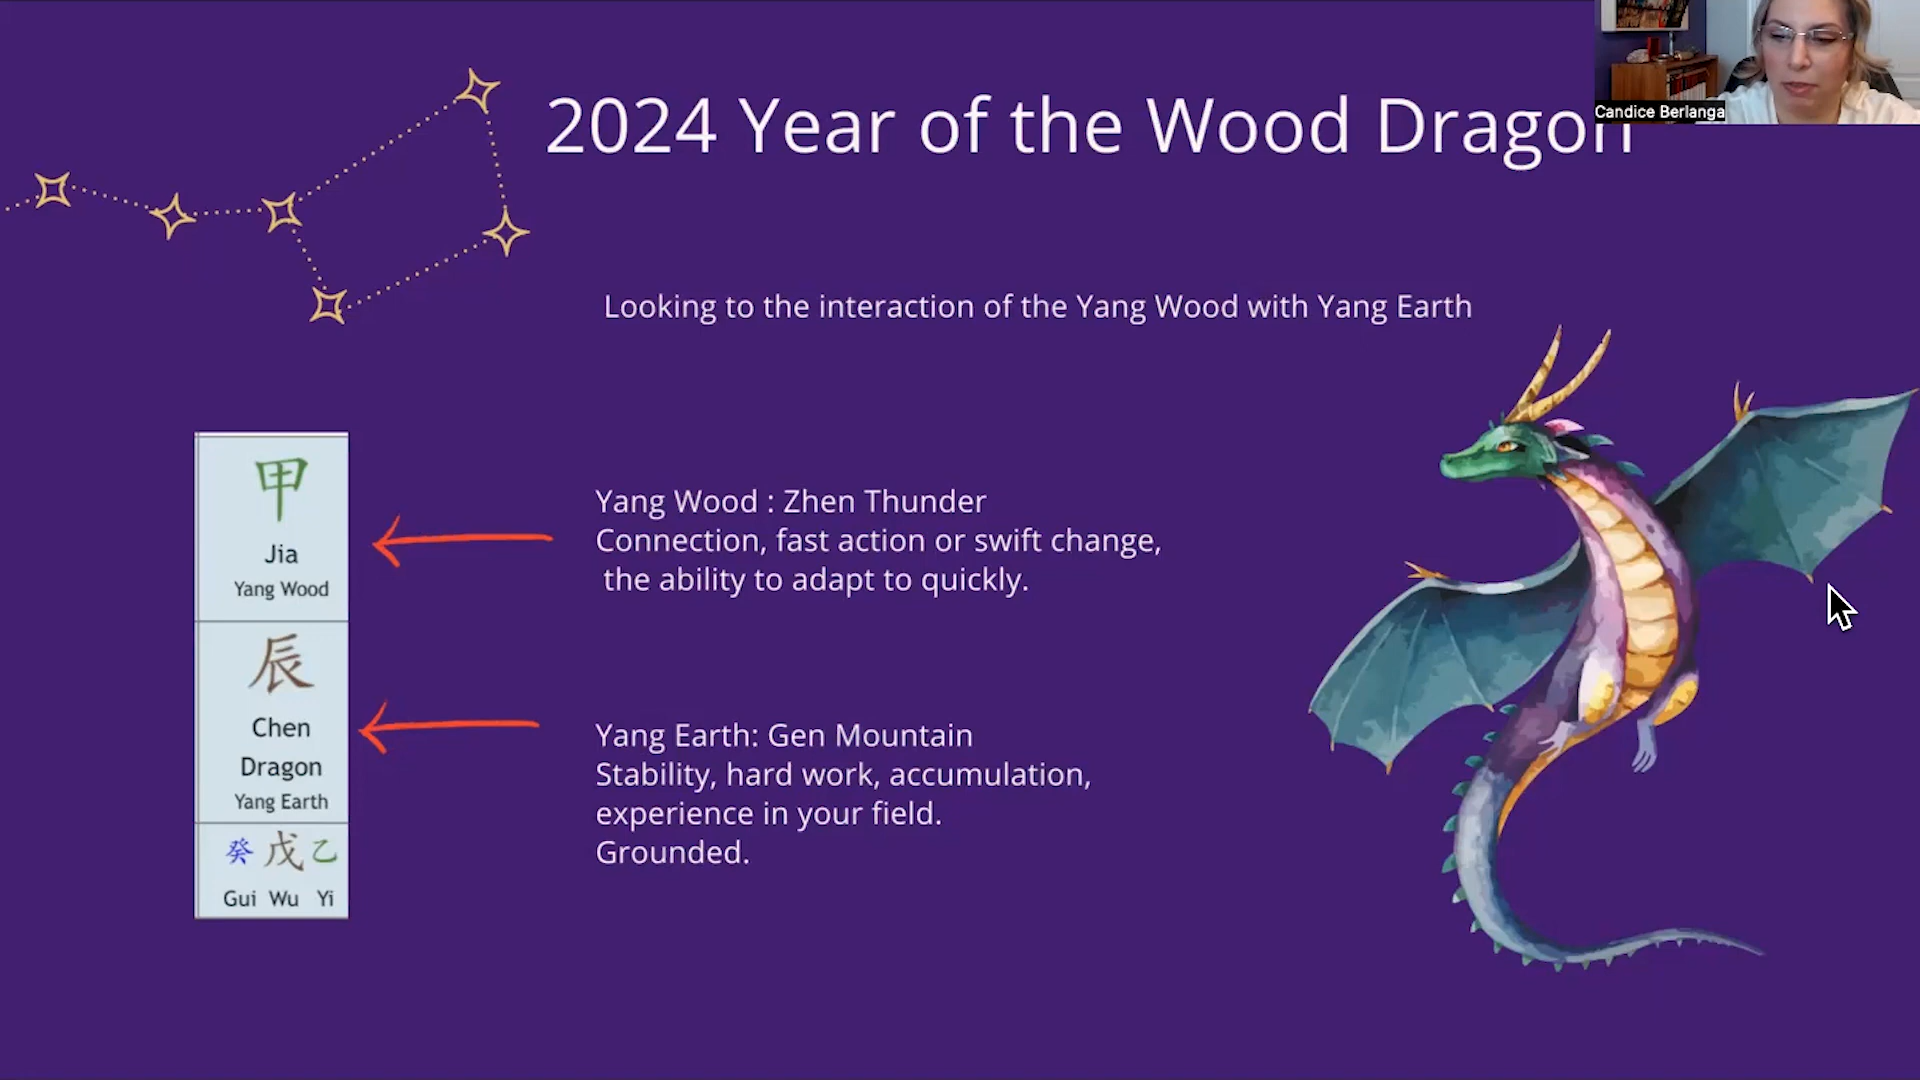 2024 Year of the Wood Dragon
Candice Berlanga
Looking to the interaction of the Yang Wood with Yang Earth
甲
Jia
Yang Wood
辰
Chen
Dragon
Yang Earth
癸 戊 乙
Gui Wu Yi
Yang Wood : Zhen Thunder
Connection, fast action or swift change,
the ability to adapt to quickly.
Yang Earth: Gen Mountain
Stability, hard work, accumulation,
experience in your field.
Grounded.